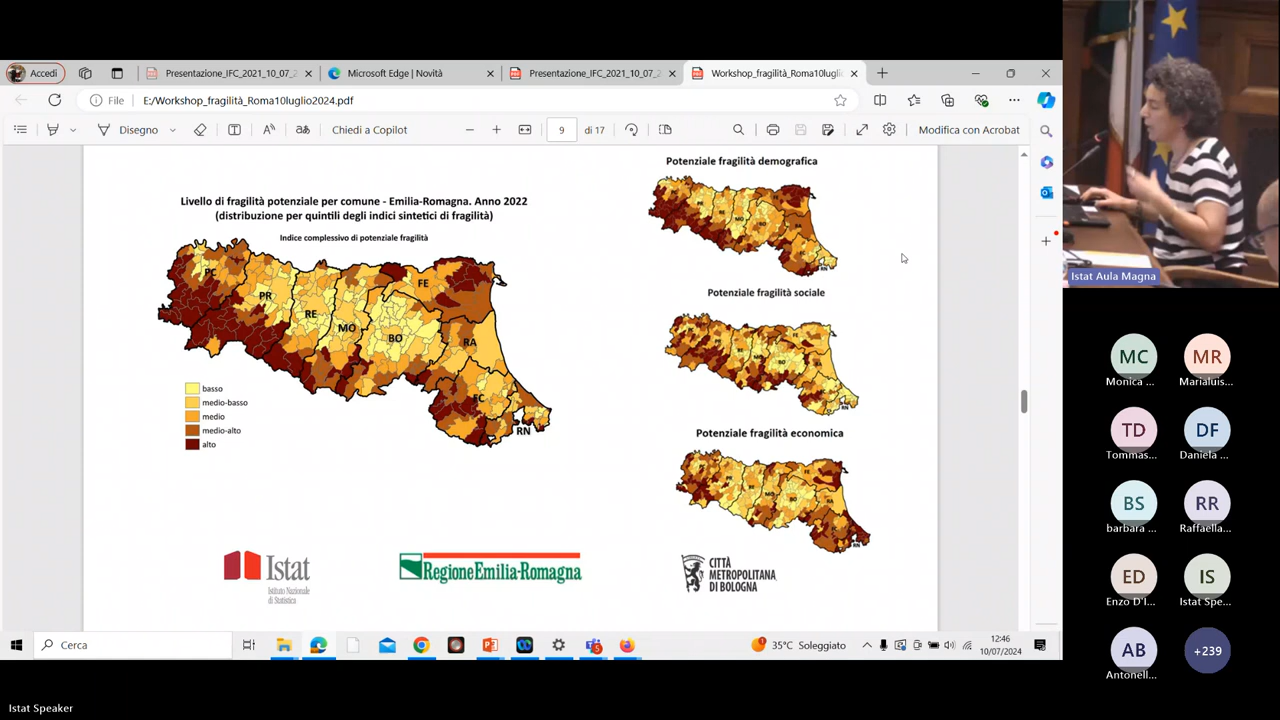 Accedi
Presentazione_IFC_2021_10_07_2
Microsoft Edge | Novità
Presentazione_IFC_2021_10_07_2
Workshop_fragilità_Roma10luglio
File
E:/Workshop_fragilità_Roma10luglio2024.pdf
Disegno
Chiedi a Copilot
9
di 17
Modifica con Acrobat
Livello di fragilità potenziale per comune - Emilia-Romagna. Anno 2022
(distribuzione per quintili degli indici sintetici di fragilità)
Indice complessivo di potenziale fragilità
PC
PR
RE
MO
BO
FE
RA
FC
RN
basso
medio-basso
medio
medio-alto
alto
Potenziale fragilità demografica
Potenziale fragilità sociale
Potenziale fragilità economica
Istat
Istituto Nazionale
di Statistica
RegioneEmilia-Romagna
CITTÀ
METROPOLITANA
DI BOLOGNA
Cerca
35°C Soleggiato
12:46
10/07/2024
Istat Aula Magna
MC
Monica ...
MR
Marialuis...
TD
Tommas...
DF
Daniela ...
BS
barbara ...
RR
Raffaella...
ED
Enzo D'I...
IS
Istat Spe...
AB
Antonell...
+239
Istat Speaker